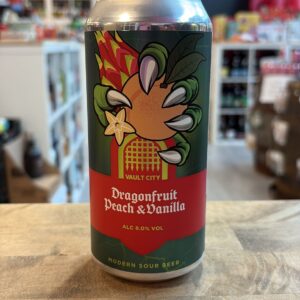 VAULT CITY
Dragonfruit
Peach & Vanilla
ALC 8.0% VOL
MODERN SOUR BEER